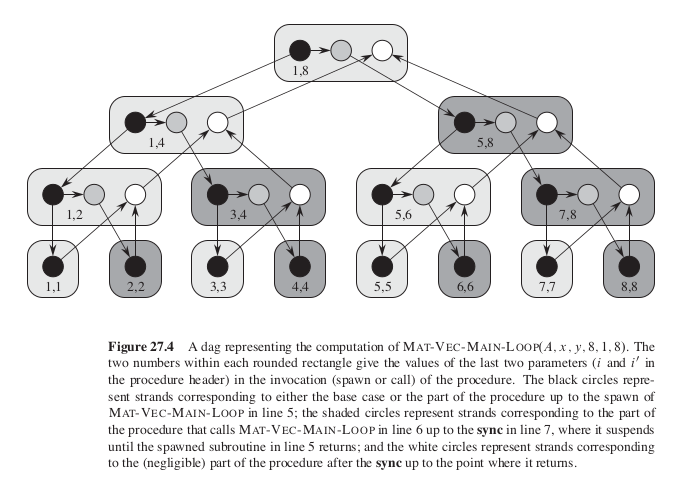 1,8
1,4
5,8
1,2
3,4
5,6
7,8
1,1
2,2
3,3
4,4
5,5
6,6
7,7
8,8
Figure 27.4 A dag representing the computation of MAT-VEC-MAIN-LOOP(A, x, y, 8, 1, 8). The
two numbers within each rounded rectangle give the values of the last two parameters (i and i′ in
the procedure header) in the invocation (spawn or call) of the procedure. The black circles repre-
sent strands corresponding to either the base case or the part of the procedure up to the spawn of
MAT-VEC-MAIN-LOOP in line 5; the shaded circles represent strands corresponding to the part of
the procedure that calls MAT-VEC-MAIN-LOOP in line 6 up to the sync in line 7, where it suspends
until the spawned subroutine in line 5 returns; and the white circles represent strands corresponding
to the (negligible) part of the procedure after the sync up to the point where it returns.